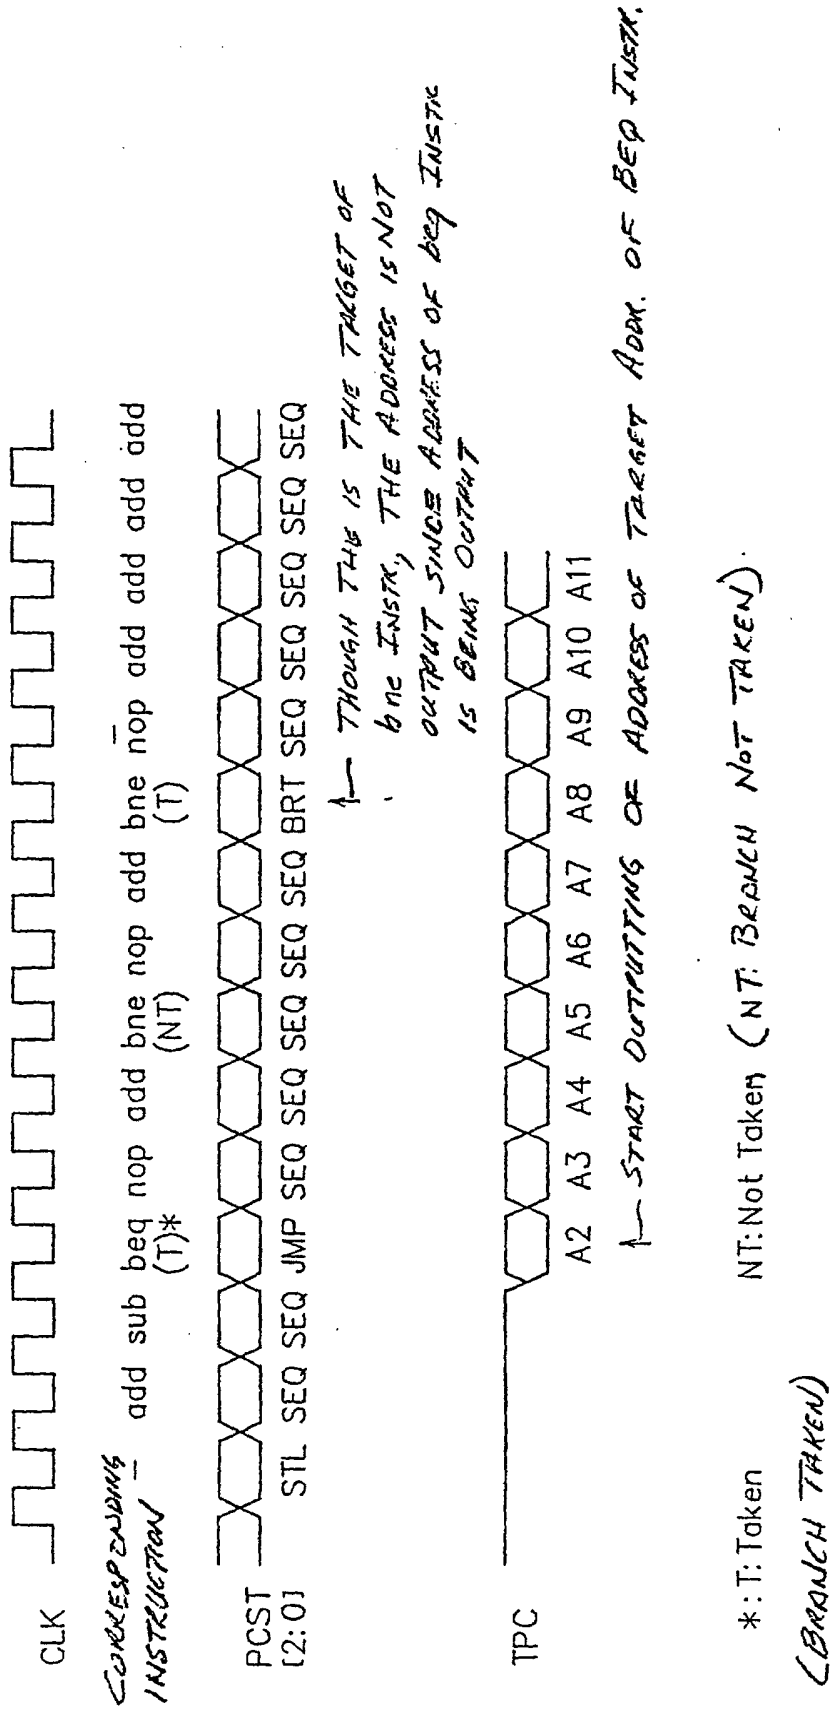 CLK
CORRESPONDING
INSTRUCTION
— add sub beq nop add bne nop add bne nop add add add add
(T)* (NT) (T)
PCST
[2:0]
STL SEQ SEQ JMP SEQ SEQ SEQ SEQ SEQ BRT SEQ SEQ SEQ SEQ SEQ
THOUGH THE IS THE TARGET OF
bne INSTR, THE ADDRESS IS NOT
OUTPUT SINCE ADDRESS OF beq INSTR
IS BEING OUTPUT
TPC
A2 A3 A4 A5 A6 A7 A8 A9 A10 A11
START OUTPUTTING OF ADDRESS OF TARGET ADDR. OF BEQ INSTR.
*: T: Taken NT: Not Taken (NT: BRANCH NOT TAKEN).
(BRANCH TAKEN)